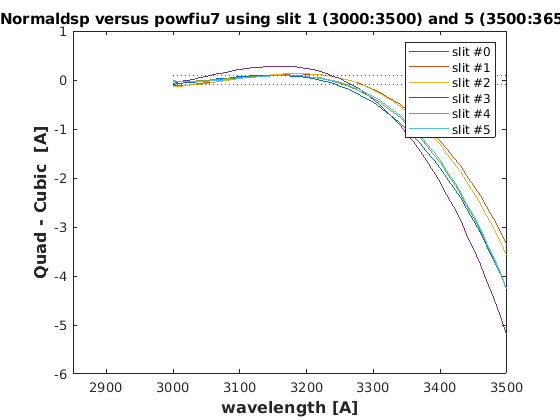 Normaldsp versus powfiu7 using slit 1 (3000:3500) and 5 (3500:365
1
0
-1
-2
-3
-4
-5
-6
Quad - Cubic [A]
slit #0
slit #1
slit #2
slit #3
slit #4
slit #5
2900 3000 3100 3200 3300 3400 3500
wavelength [A]